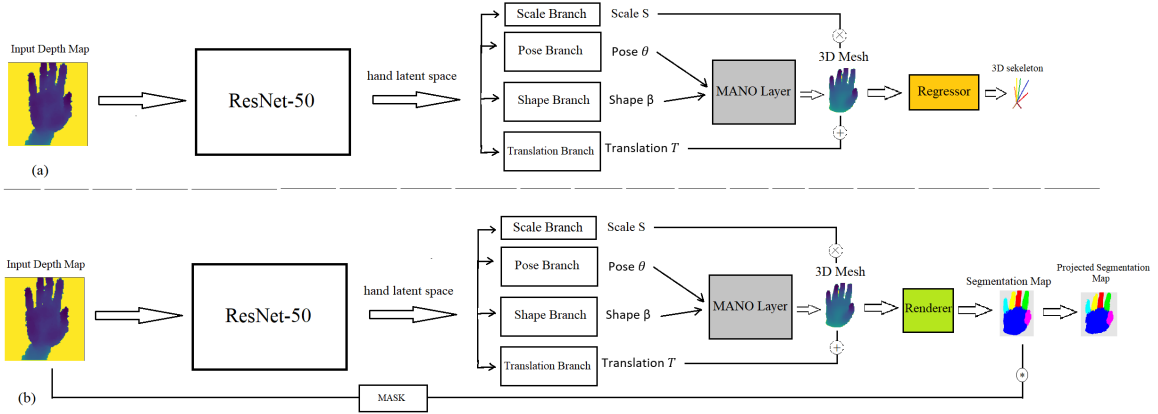 Input Depth Map
ResNet-50
hand latent space
Scale Branch
Scale S
Pose Branch
Pose θ
Shape Branch
Shape β
Translation Branch
Translation T
MANO Layer
3D Mesh
Regressor
3D sekeleton
(a)
Input Depth Map
ResNet-50
hand latent space
Scale Branch
Scale S
Pose Branch
Pose θ
Shape Branch
Shape β
Translation Branch
Translation T
MANO Layer
3D Mesh
Renderer
Segmentation Map
Projected Segmentation
Map
MASK
(b)